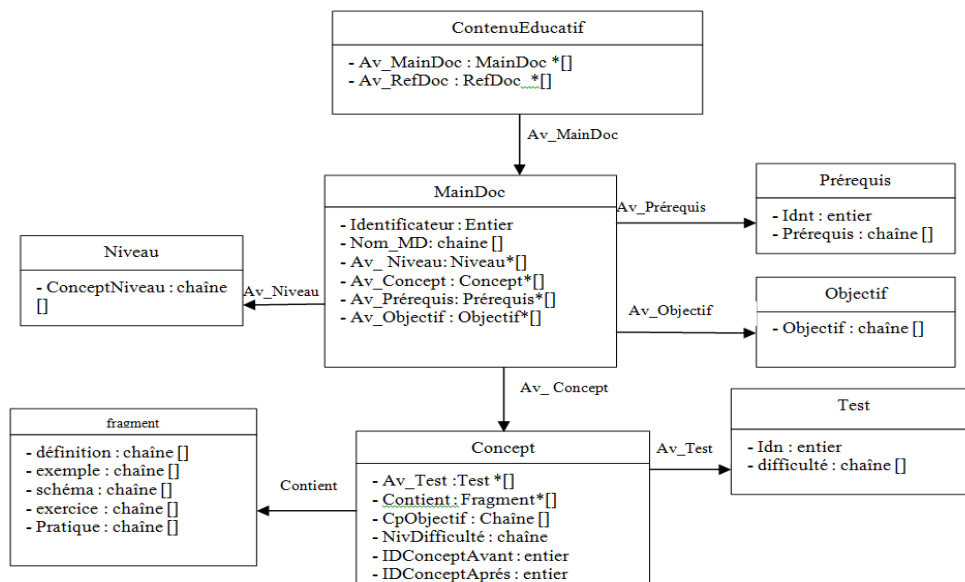 ContenuEducatif
- Av_MainDoc : MainDoc *[]
- Av_RefDoc : RefDoc *[]
Av_MainDoc
MainDoc
- Identificateur : Entier
- Nom_MD: chaine []
- Av_ Niveau: Niveau*[]
- Av_Concept : Concept*[]
- Av_Prérequis: Prérequis*[]
- Av_Objectif : Objectif*[]
Av_Prérequis
Prérequis
- Idnt : entier
- Prérequis : chaîne []
Niveau
- ConceptNiveau : chaîne
[]
Av_Niveau
Av_Objectif
Objectif
- Objectif : chaîne []
Av_ Concept
fragment
- définition : chaîne []
- exemple : chaîne []
- schéma : chaîne []
- exercice : chaîne []
- Pratique : chaîne []
Contient
Concept
- Av_Test :Test *[]
- Contient : Fragment*[]
- CpObjectif : Chaîne []
- NivDifficulté : chaîne
- IDConceptAvant : entier
- IDConceptAprés : entier
Av_Test
Test
- Idn : entier
- difficulté : chaîne []